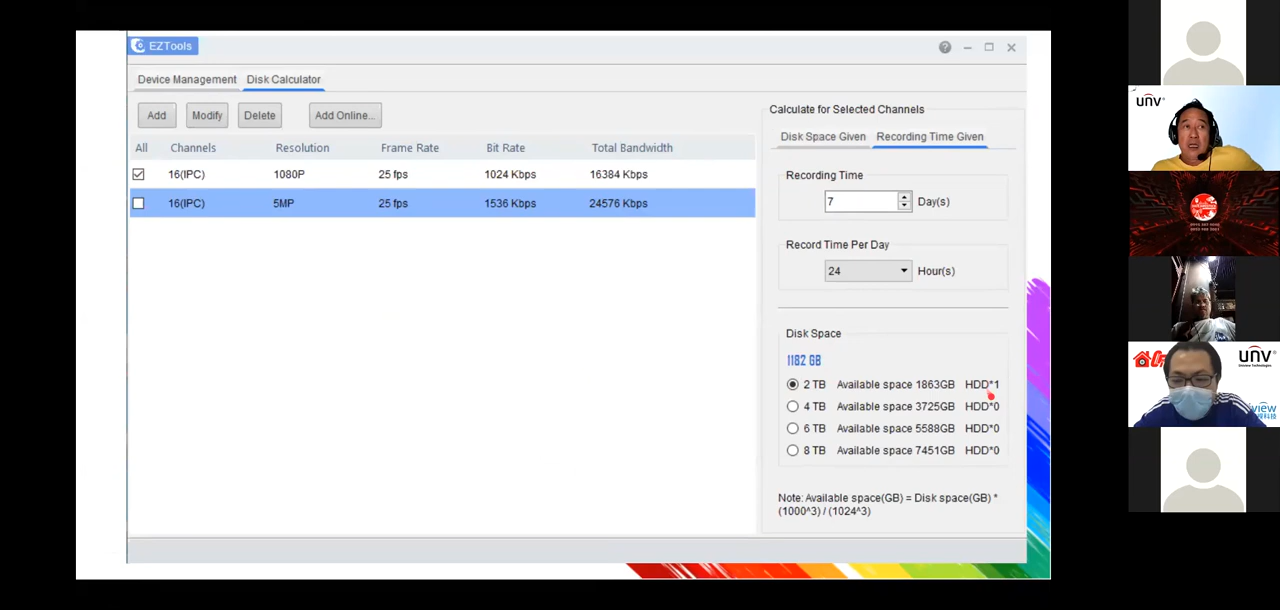 EZTools
Device Management Disk Calculator
Add Modify Delete Add Online...
All Channels Resolution Frame Rate Bit Rate Total Bandwidth
16(IPC) 1080P 25 fps 1024 Kbps 16384 Kbps
16(IPC) 5MP 25 fps 1536 Kbps 24576 Kbps
Calculate for Selected Channels
Disk Space Given Recording Time Given
Recording Time
7 Day(s)
Record Time Per Day
24 Hour(s)
Disk Space
1182 GB
2 TB Available space 1863GB HDD*1
4 TB Available space 3725GB HDD*0
6 TB Available space 5588GB HDD*0
8 TB Available space 7451GB HDD*0
Note: Available space(GB) = Disk space(GB) *
(1000^3) / (1024^3)
unv
unv
view